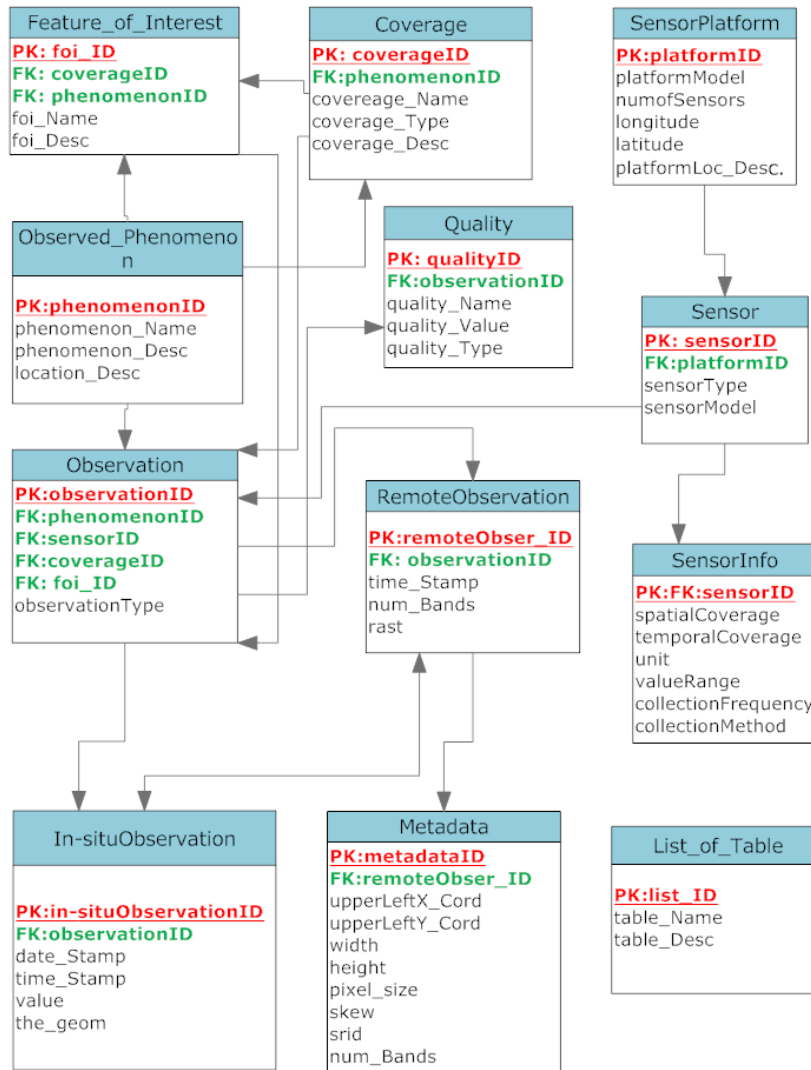 Feature_of_Interest
PK: foi_ID
FK: coverageID
FK: phenomenonID
foi_Name
foi_Desc
Coverage
PK: coverageID
FK:phenomenonID
covereage_Name
coverage_Type
coverage_Desc
SensorPlatform
PK:platformID
platformModel
numofSensors
longitude
latitude
platformLoc_Desc.
Observed_Phenomeno
n
PK:phenomenonID
phenomenon_Name
phenomenon_Desc
location_Desc
Quality
PK: qualityID
FK:observationID
quality_Name
quality_Value
quality_Type
Sensor
PK: sensorID
FK:platformID
sensorType
sensorModel
Observation
PK:observationID
FK:phenomenonID
FK:sensorID
FK:coverageID
FK: foi_ID
observationType
RemoteObservation
PK:remoteObser_ID
FK: observationID
time_Stamp
num_Bands
rast
SensorInfo
PK:FK:sensorID
spatialCoverage
temporalCoverage
unit
valueRange
collectionFrequency
collectionMethod
In-situObservation
PK:in-situObservationID
FK:observationID
date_Stamp
time_Stamp
value
the_geom
Metadata
PK:metadataID
FK:remoteObser_ID
upperLeftX_Cord
upperLeftY_Cord
width
height
pixel_size
skew
srid
num_Bands
List_of_Table
PK:list_ID
table_Name
table_Desc